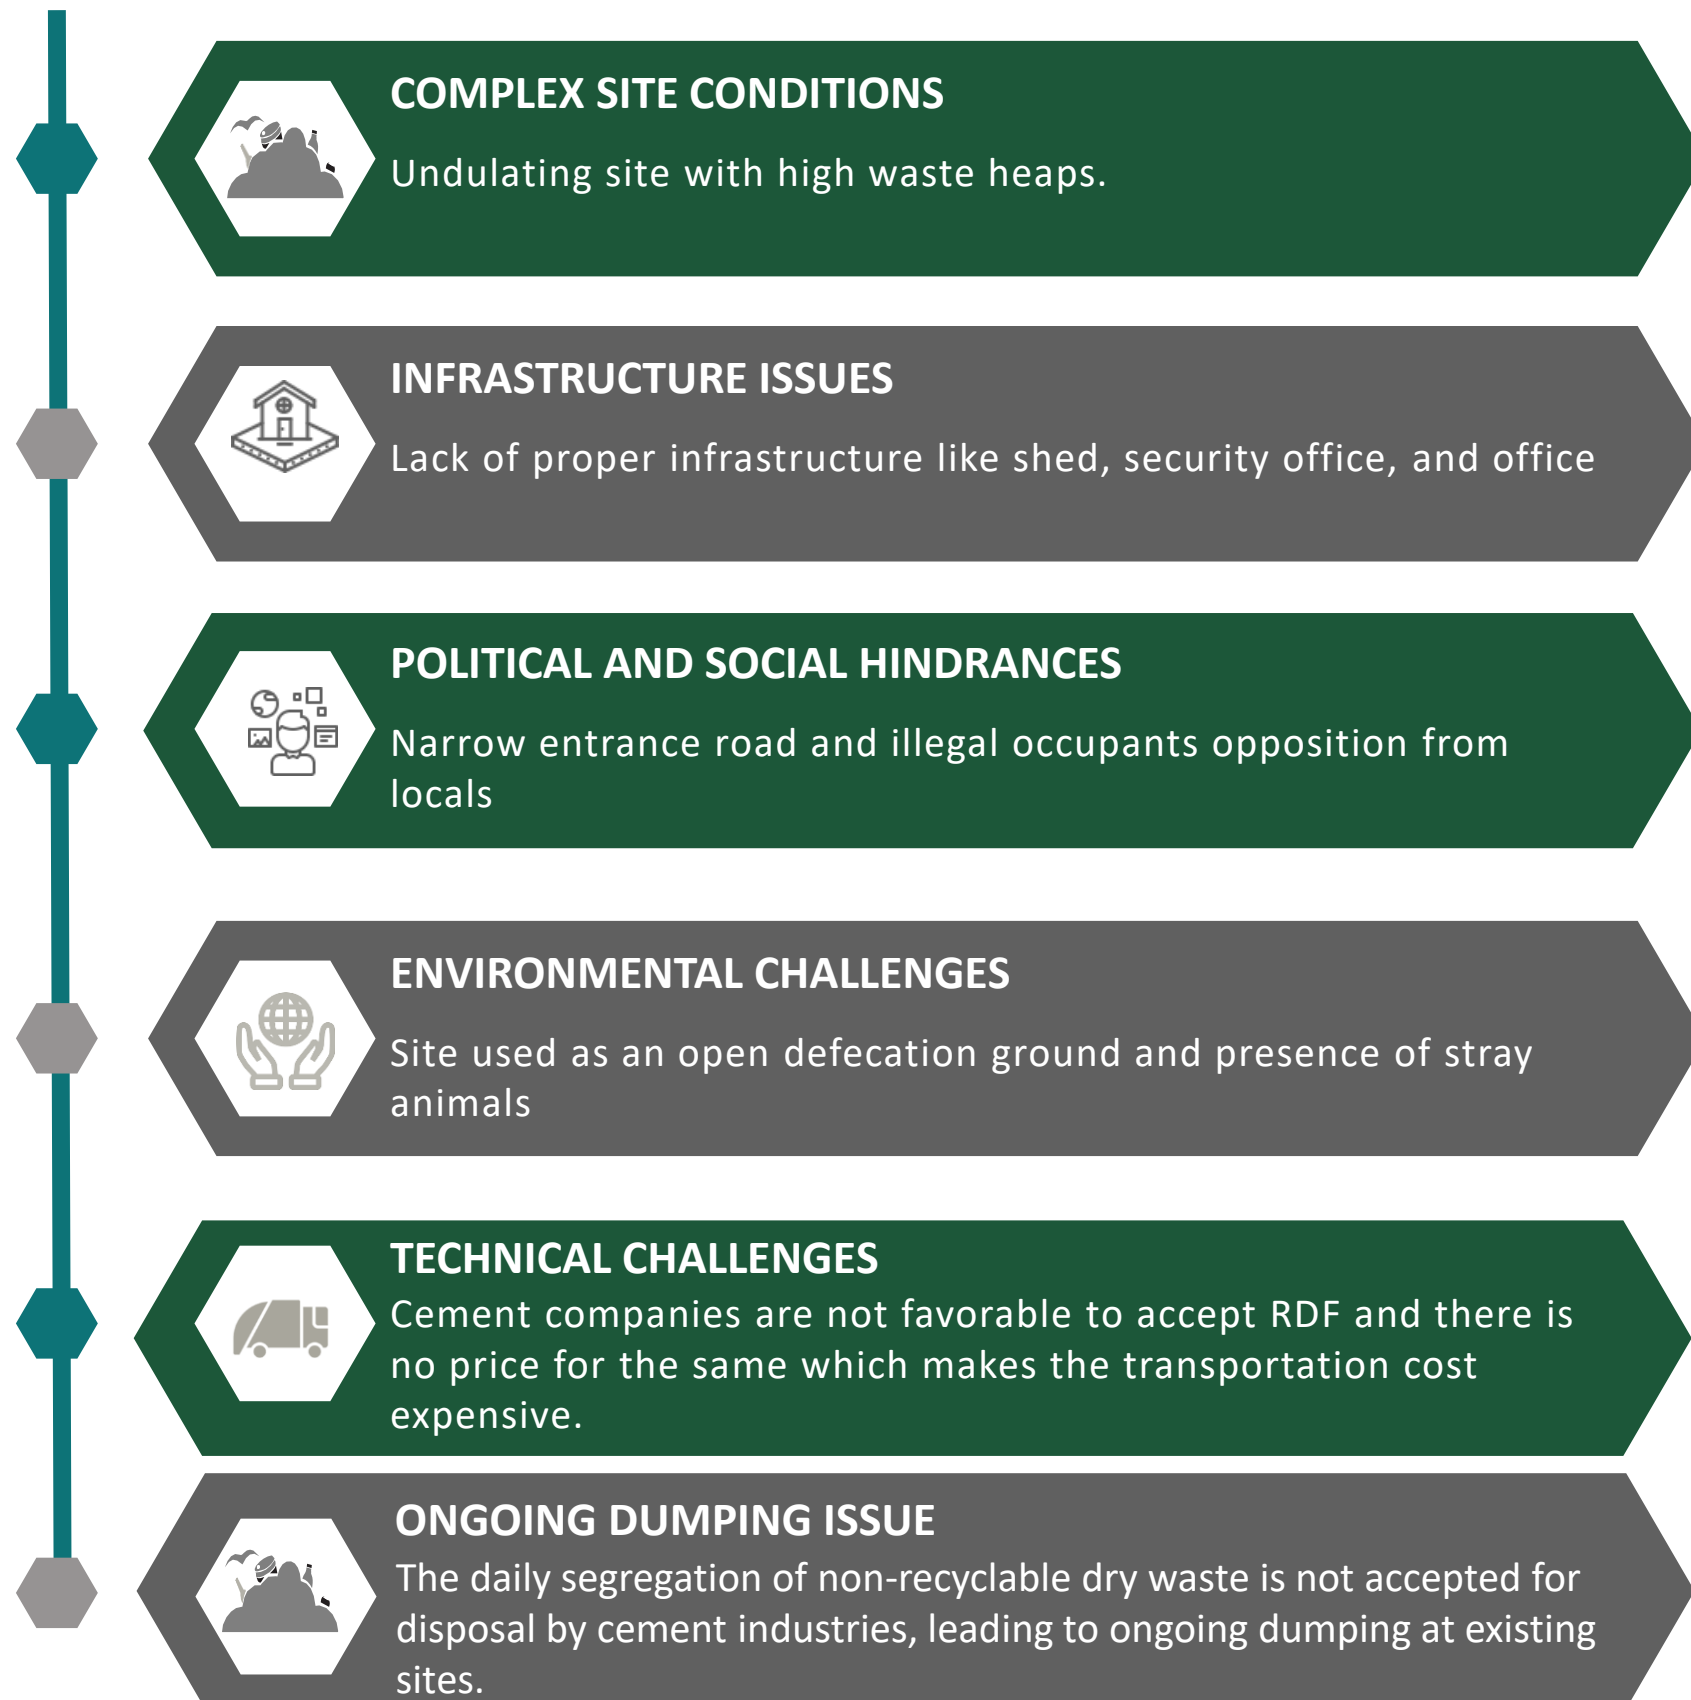 COMPLEX SITE CONDITIONS
Undulating site with high waste heaps.
INFRASTRUCTURE ISSUES
Lack of proper infrastructure like shed, security office, and office
POLITICAL AND SOCIAL HINDRANCES
Narrow entrance road and illegal occupants opposition from
locals
ENVIRONMENTAL CHALLENGES
Site used as an open defecation ground and presence of stray
animals
TECHNICAL CHALLENGES
Cement companies are not favorable to accept RDF and there is
no price for the same which makes the transportation cost
expensive.
ONGOING DUMPING ISSUE
The daily segregation of non-recyclable dry waste is not accepted for
disposal by cement industries, leading to ongoing dumping at existing
sites.